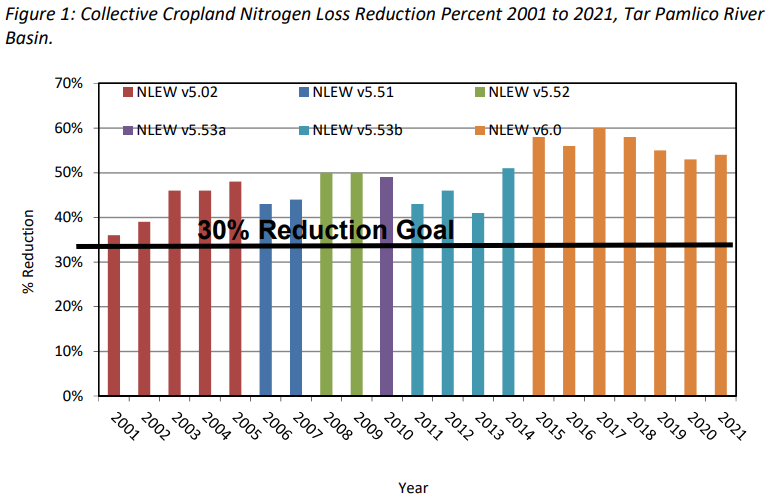 Figure 1: Collective Cropland Nitrogen Loss Reduction Percent 2001 to 2021, Tar Pamlico River
Basin.
70%
NLEW v5.02 NLEW v5.51 NLEW v5.52
60%
NLEW v5.53a NLEW v5.53b NLEW v6.0
50%
40%
30% Reduction Goal
30%
20%
10%
0%
% Reduction
2001 2002 2003 2004 2005 2006 2007 2008 2009 2010 2011 2012 2013 2014 2015 2016 2017 2018 2019 2020 2021
Year